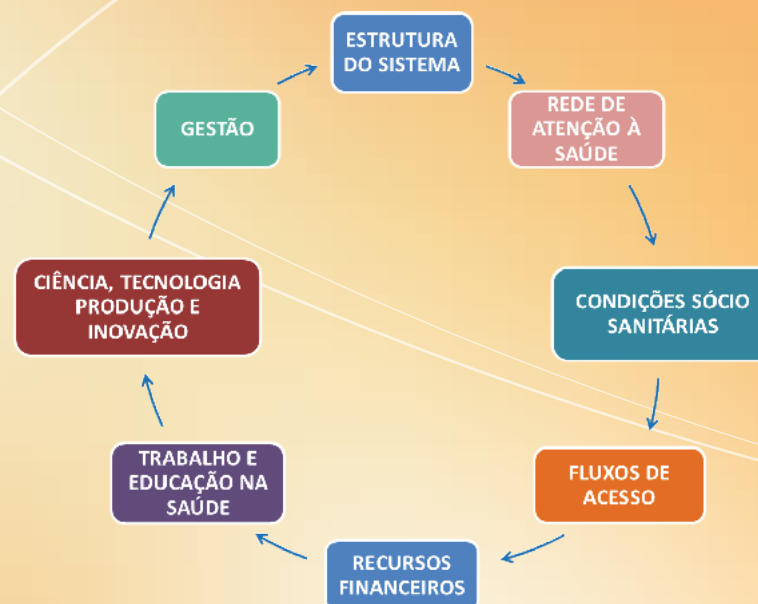 ESTRUTURA
DO SISTEMA
REDE DE
ATENÇÃO À
SAÚDE
CONDIÇÕES SÓCIO
SANITÁRIAS
FLUXOS DE
ACESSO
RECURSOS
FINANCEIROS
TRABALHO E
EDUCAÇÃO NA
SAÚDE
CIÊNCIA, TECNOLOGIA
PRODUÇÃO E
INOVAÇÃO
GESTÃO